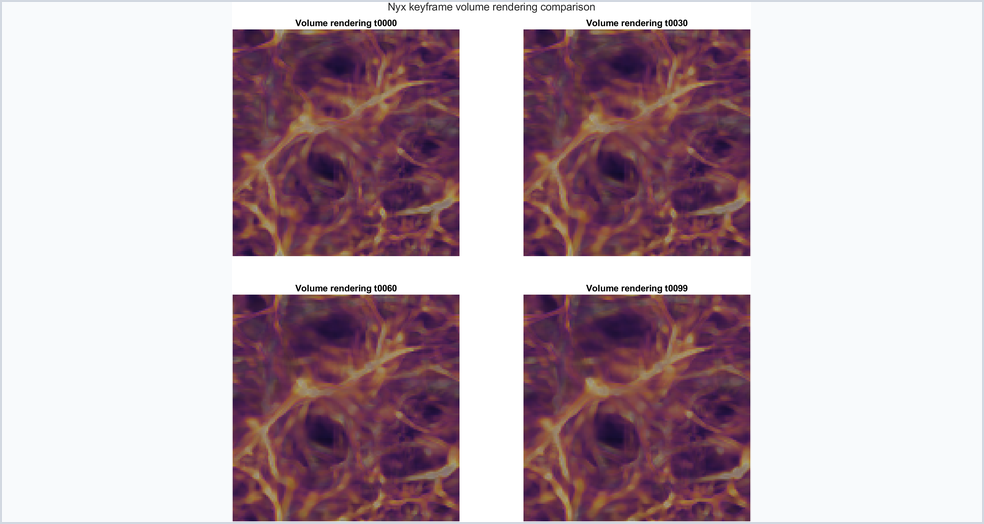 Nyx keyframe volume rendering comparison
Volume rendering t0000
Volume rendering t0030
Volume rendering t0060
Volume rendering t0099